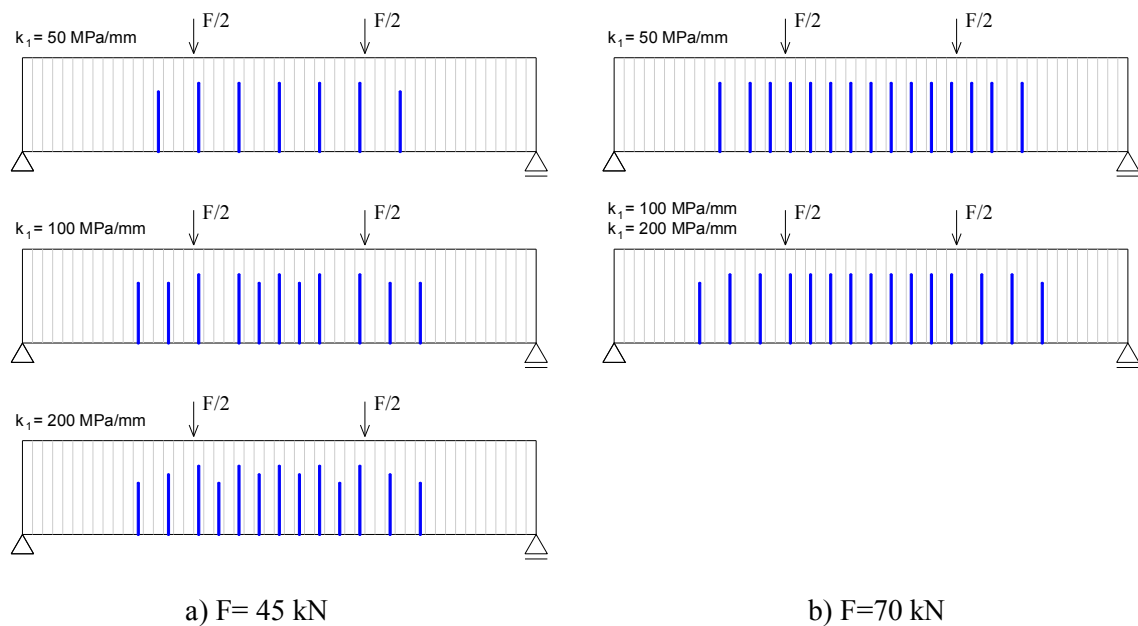 k1 = 50 MPa/mm
F/2
F/2
k1 = 100 MPa/mm
F/2
F/2
k1 = 200 MPa/mm
F/2
F/2
a) F= 45 kN
k1 = 50 MPa/mm
F/2
F/2
k1 = 100 MPa/mm
k1 = 200 MPa/mm
F/2
F/2
b) F=70 kN